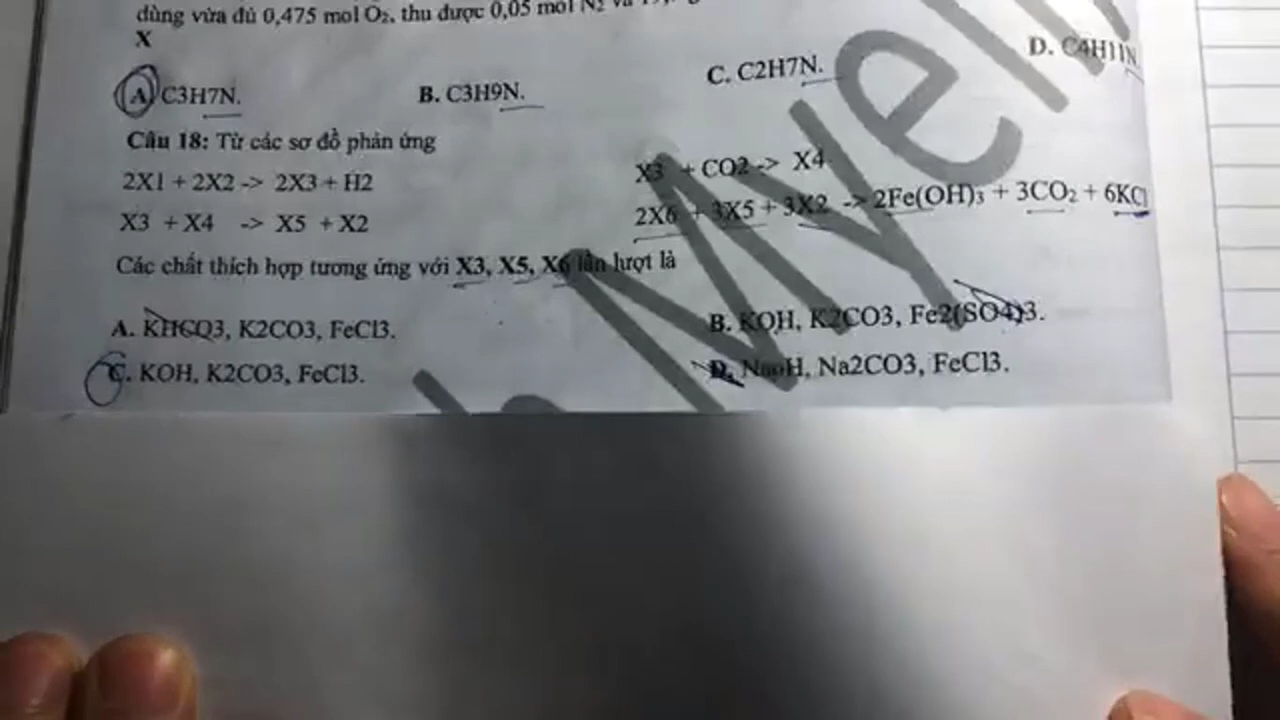 dùng vừa đủ 0,475 mol O₂, thu được 0,05 mol N₂
X
A. C3H7N.
B. C3H9N.
C. C2H7N.
D. C4H11N.
Câu 18: Từ các sơ đồ phản ứng
2X1 + 2X2 -> 2X3 + H2
X3 + CO2 -> X4
X3 + X4 -> X5 + X2
2X6 + 3X5 + 3X2 -> 2Fe(OH)₃ + 3CO₂ + 6KCl
Các chất thích hợp tương ứng với X3, X5, X6 lần lượt là
A. KHCO3, K2CO3, FeCl3.
B. KOH, K2CO3, Fe2(SO4)3.
C. KOH, K2CO3, FeCl3.
D. NaoH, Na2CO3, FeCl3.